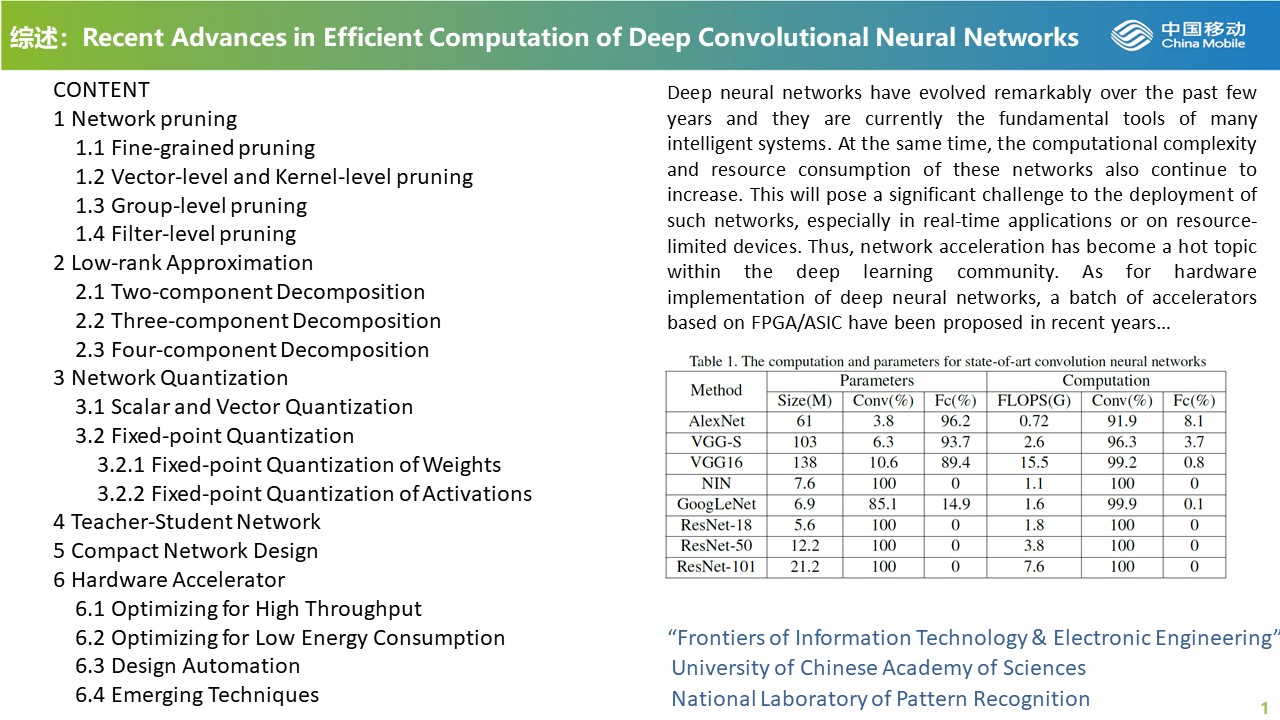 综述：Recent Advances in Efficient Computation of Deep Convolutional Neural Networks
中国移动
China Mobile
CONTENT
1 Network pruning
1.1 Fine-grained pruning
1.2 Vector-level and Kernel-level pruning
1.3 Group-level pruning
1.4 Filter-level pruning
2 Low-rank Approximation
2.1 Two-component Decomposition
2.2 Three-component Decomposition
2.3 Four-component Decomposition
3 Network Quantization
3.1 Scalar and Vector Quantization
3.2 Fixed-point Quantization
3.2.1 Fixed-point Quantization of Weights
3.2.2 Fixed-point Quantization of Activations
4 Teacher-Student Network
5 Compact Network Design
6 Hardware Accelerator
6.1 Optimizing for High Throughput
6.2 Optimizing for Low Energy Consumption
6.3 Design Automation
6.4 Emerging Techniques
Deep neural networks have evolved remarkably over the past few
years and they are currently the fundamental tools of many
intelligent systems. At the same time, the computational complexity
and resource consumption of these networks also continue to
increase. This will pose a significant challenge to the deployment of
such networks, especially in real-time applications or on resource-
limited devices. Thus, network acceleration has become a hot topic
within the deep learning community. As for hardware
implementation of deep neural networks, a batch of accelerators
based on FPGA/ASIC have been proposed in recent years...
Table 1. The computation and parameters for state-of-art convolution neural networks
Method Parameters Computation
Size(M) Conv(%) Fc(%) FLOPS(G) Conv(%) Fc(%)
AlexNet 61 3.8 96.2 0.72 91.9 8.1
VGG-S 103 6.3 93.7 2.6 96.3 3.7
VGG16 138 10.6 89.4 15.5 99.2 0.8
NIN 7.6 100 0 1.1 100 0
GoogLeNet 6.9 85.1 14.9 1.6 99.9 0.1
ResNet-18 5.6 100 0 1.8 100 0
ResNet-50 12.2 100 0 3.8 100 0
ResNet-101 21.2 100 0 7.6 100 0
“Frontiers of Information Technology & Electronic Engineering”
University of Chinese Academy of Sciences
National Laboratory of Pattern Recognition
1